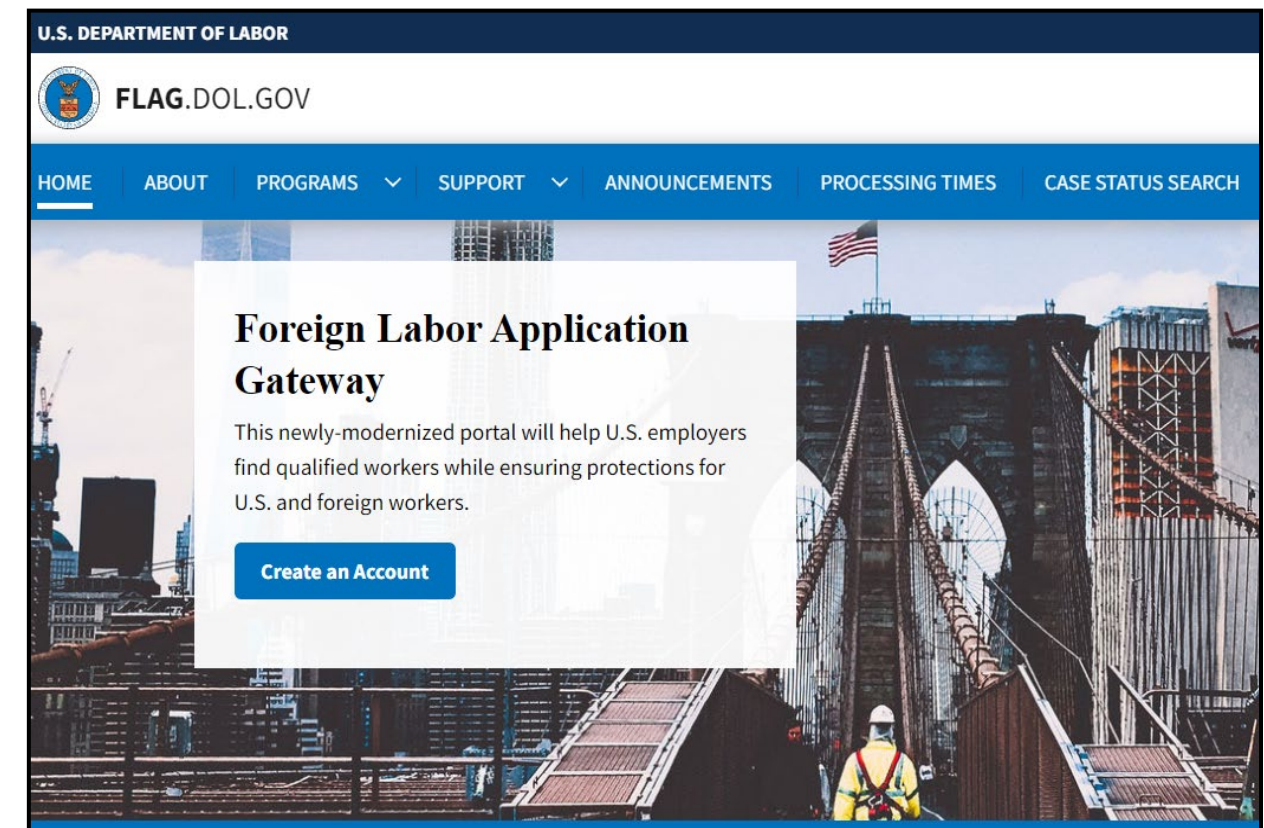 U.S. DEPARTMENT OF LABOR
FLAG.DOL.GOV
HOME ABOUT PROGRAMS SUPPORT ANNOUNCEMENTS PROCESSING TIMES CASE STATUS SEARCH
Foreign Labor Application
Gateway
This newly-modernized portal will help U.S. employers
find qualified workers while ensuring protections for
U.S. and foreign workers.
Create an Account